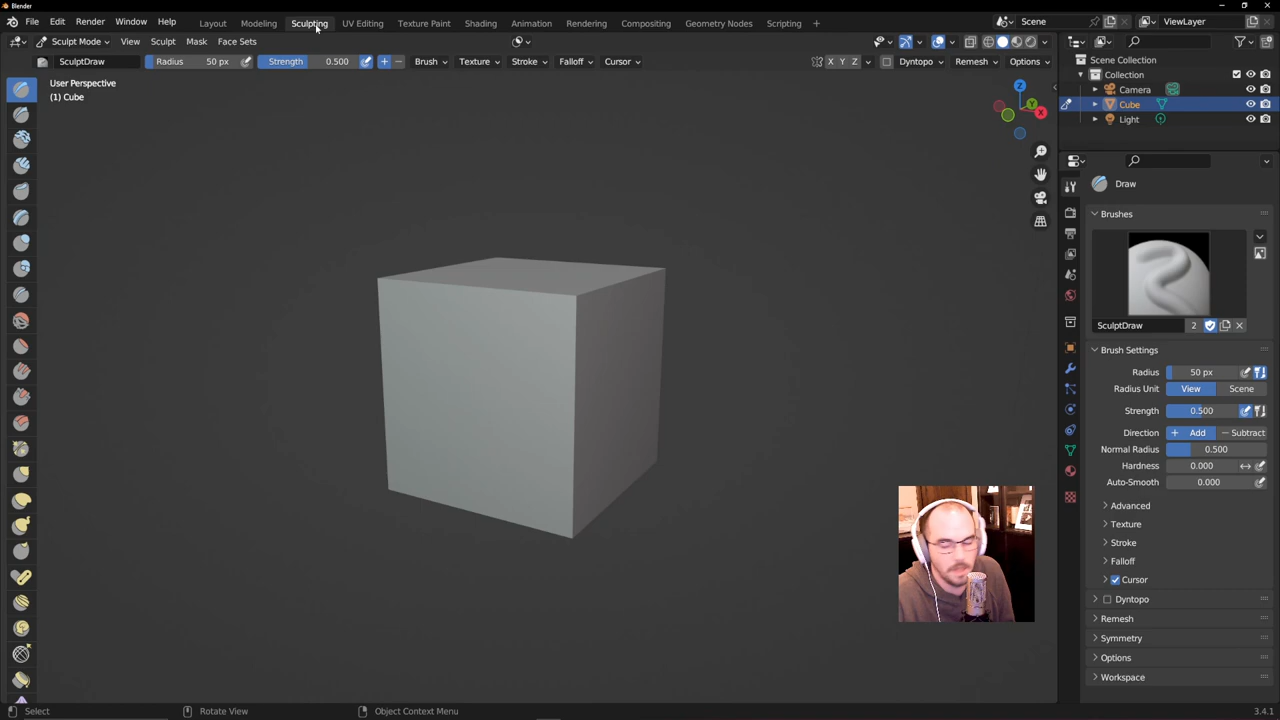 Blender
File Edit Render Window Help Layout Modeling Sculpting UV Editing Texture Paint Shading Animation Rendering Compositing Geometry Nodes Scripting + Scene ViewLayer
Sculpt Mode View Sculpt Mask Face Sets
SculptDraw Radius 50 px Strength 0.500 + − Brush Texture Stroke Falloff Cursor X Y Z Dyntopo Remesh Options
User Perspective
(1) Cube
Z
Y
X
Scene Collection
Collection
Camera
Cube
Light
Draw
Brushes
SculptDraw 2
Brush Settings
Radius 50 px
Radius Unit View Scene
Strength 0.500
Direction + Add − Subtract
Normal Radius 0.500
Hardness 0.000
Auto-Smooth 0.000
Advanced
Texture
Stroke
Falloff
Cursor
Dyntopo
Remesh
Symmetry
Options
Workspace
Select Rotate View Object Context Menu 3.4.1